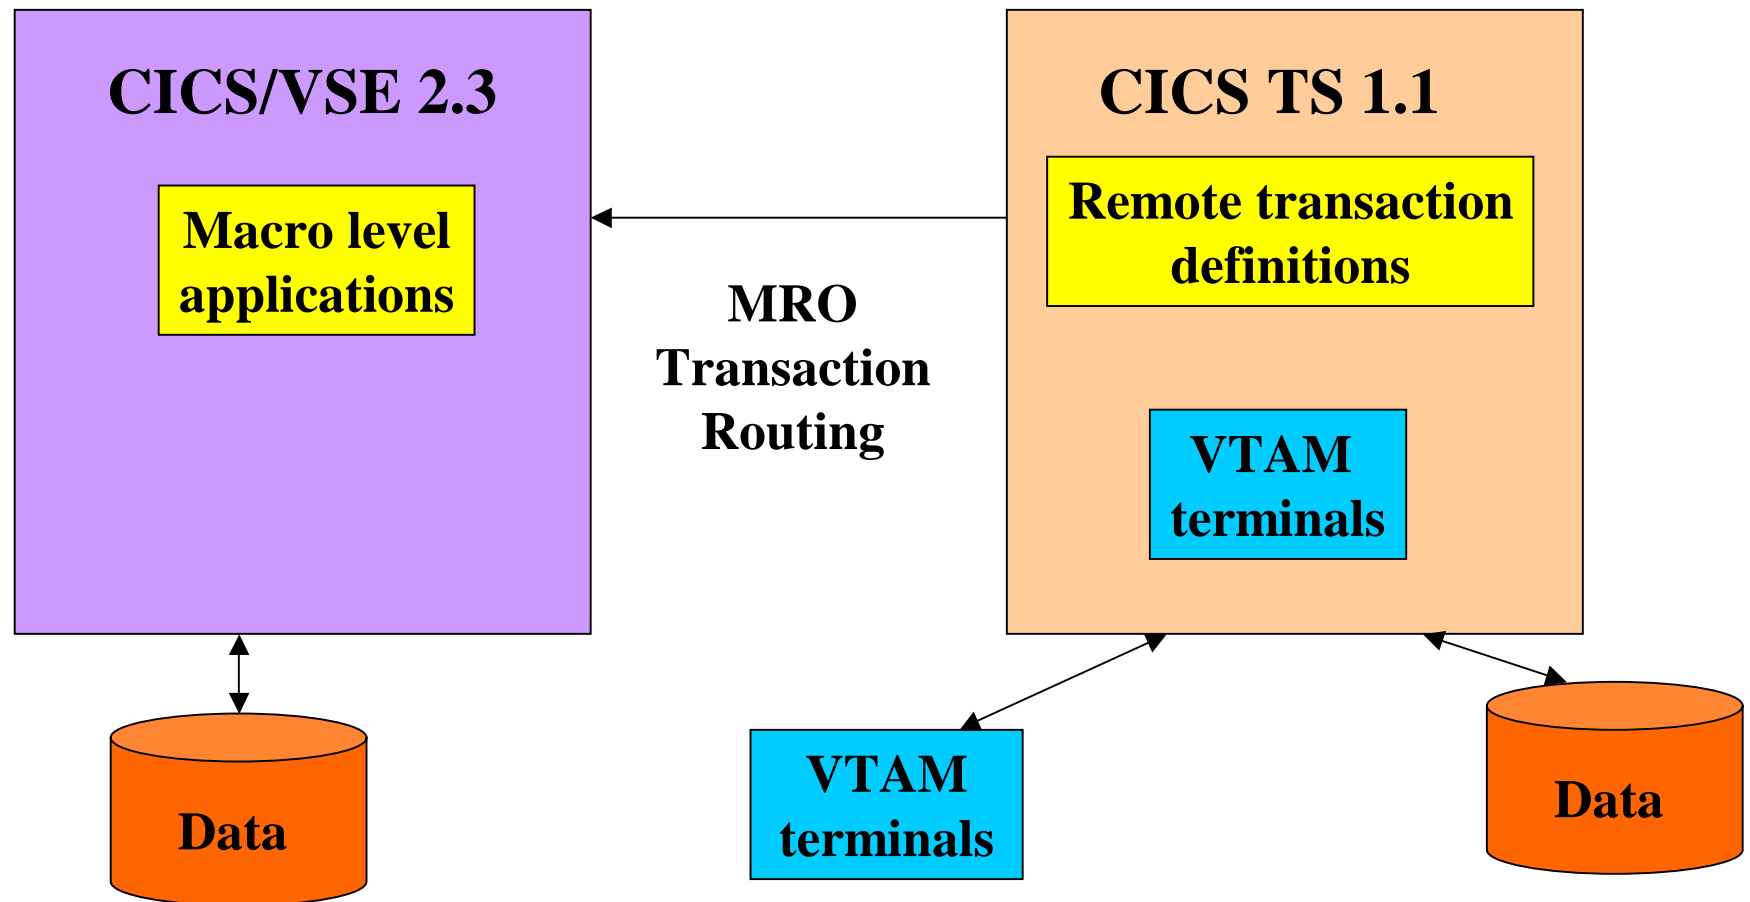 CICS/VSE 2.3
Macro level
applications
MRO
Transaction
Routing
CICS TS 1.1
Remote transaction
definitions
VTAM
terminals
Data
VTAM
terminals
Data